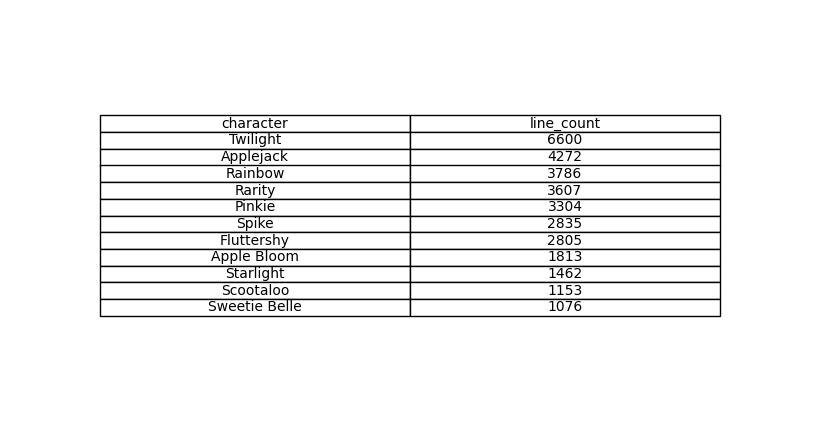 character line_count
Twilight 6600
Applejack 4272
Rainbow 3786
Rarity 3607
Pinkie 3304
Spike 2835
Fluttershy 2805
Apple Bloom 1813
Starlight 1462
Scootaloo 1153
Sweetie Belle 1076